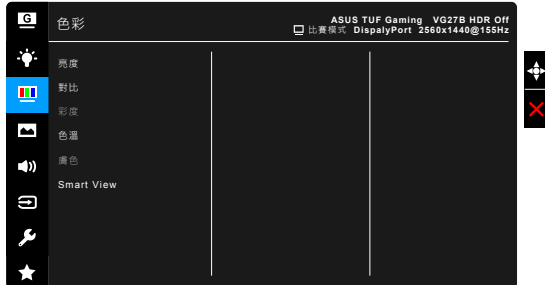 G
色彩
ASUS TUF Gaming VG27B HDR Off
比賽模式 DispalyPort 2560x1440@155Hz
亮度
對比
彩度
色溫
膚色
Smart View